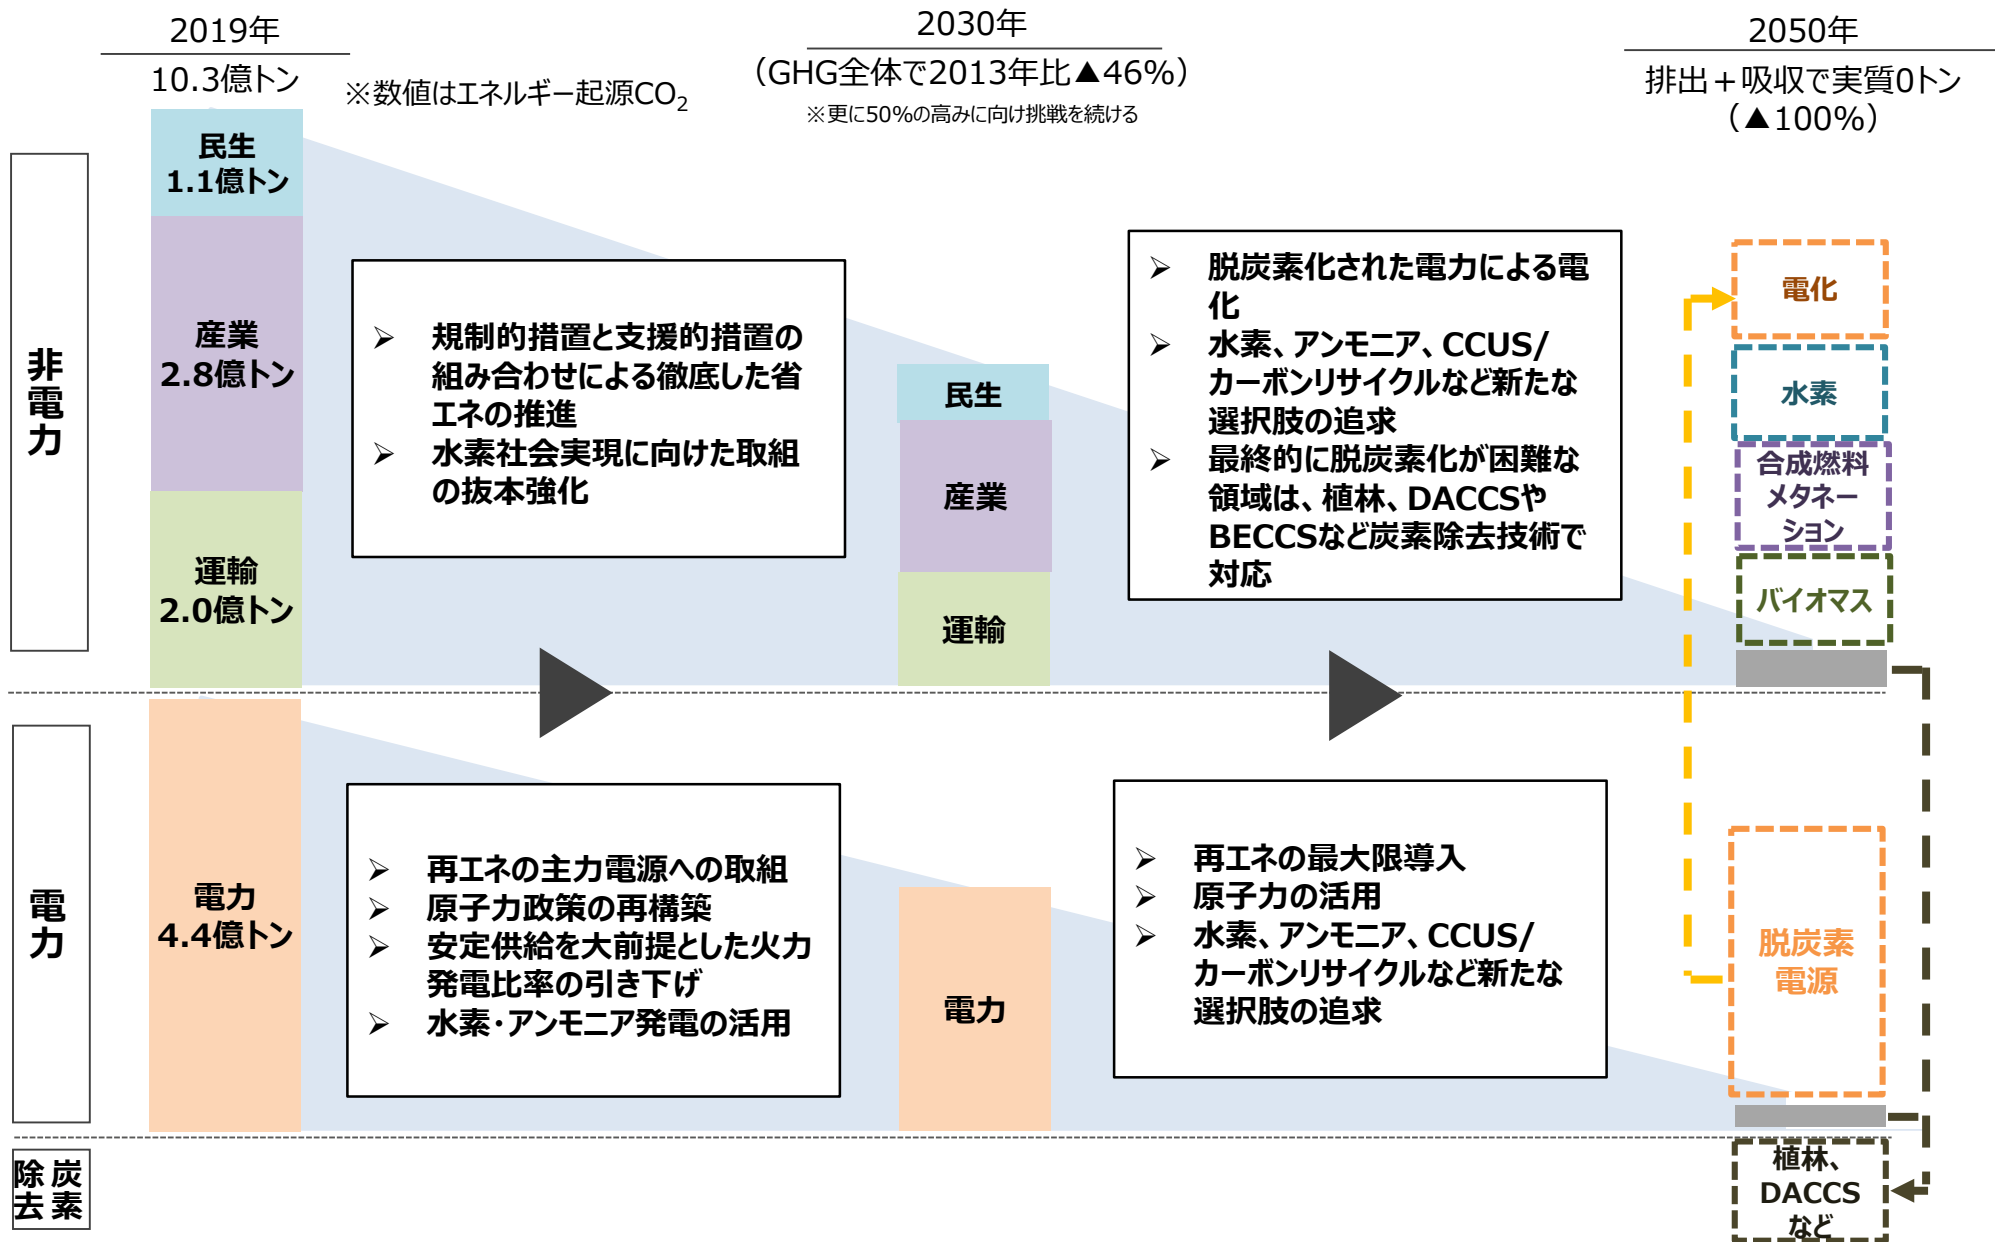 2019年
10.3億トン
※数値はエネルギー起源CO₂
2030年
（GHG全体で2013年比▲46%）
※更に50%の高みに向け挑戦を続ける
2050年
排出＋吸収で実質0トン
（▲100%）
非電力
民生
1.1億トン
産業
2.8億トン
運輸
2.0億トン
➢ 規制的措置と支援的措置の
組み合わせによる徹底した省
エネの推進
➢ 水素社会実現に向けた取組
の抜本強化
民生
産業
運輸
➢ 脱炭素化された電力による電
化
➢ 水素、アンモニア、CCUS/
カーボンリサイクルなど新たな
選択肢の追求
➢ 最終的に脱炭素化が困難な
領域は、植林、DACCSや
BECCSなど炭素除去技術で
対応
電化
水素
合成燃料
メタネー
ション
バイオマス
電力
電力
4.4億トン
➢ 再エネの主力電源への取組
➢ 原子力政策の再構築
➢ 安定供給を大前提とした火力
発電比率の引き下げ
➢ 水素・アンモニア発電の活用
電力
➢ 再エネの最大限導入
➢ 原子力の活用
➢ 水素、アンモニア、CCUS/
カーボンリサイクルなど新たな
選択肢の追求
脱炭素
電源
炭素
除去
植林、
DACCS
など